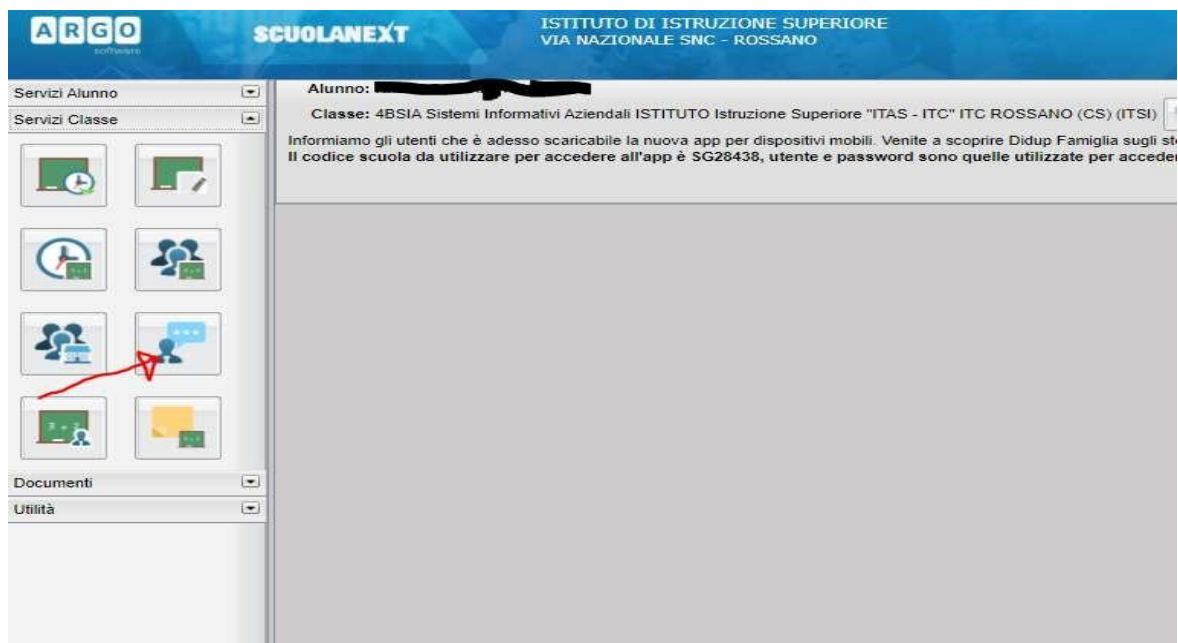 ARGO
software
SCUOLANEXT
ISTITUTO DI ISTRUZIONE SUPERIORE
VIA NAZIONALE SNC - ROSSANO
Servizi Alunno
Servizi Classe
Documenti
Utilità
Alunno:
Classe: 4BSIA Sistemi Informativi Aziendali ISTITUTO Istruzione Superiore "ITAS - ITC" ITC ROSSANO (CS) (ITSI)
Informiamo gli utenti che è adesso scaricabile la nuova app per dispositivi mobili. Venite a scoprire Didup Famiglia sugli
Il codice scuola da utilizzare per accedere all'app è SG28438, utente e password sono quelle utilizzate per